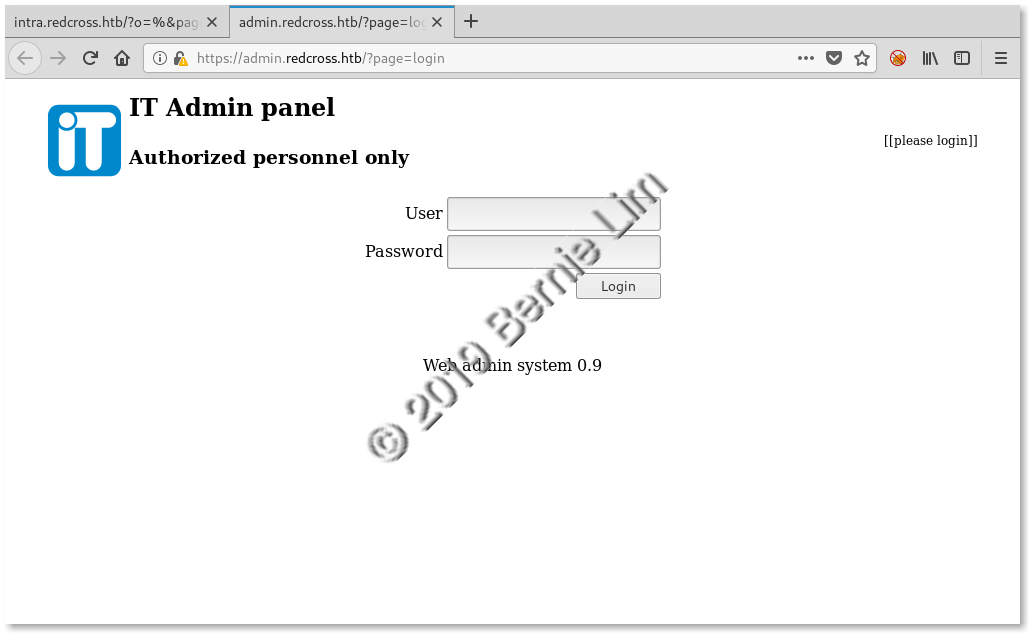 intra.redcross.htb/?o=%&pag
admin.redcross.htb/?page=log
https://admin.redcross.htb/?page=login
iT
IT Admin panel
Authorized personnel only
[[please login]]
User
Password
Login
Web admin system 0.9
© 2019 Bernie Lim